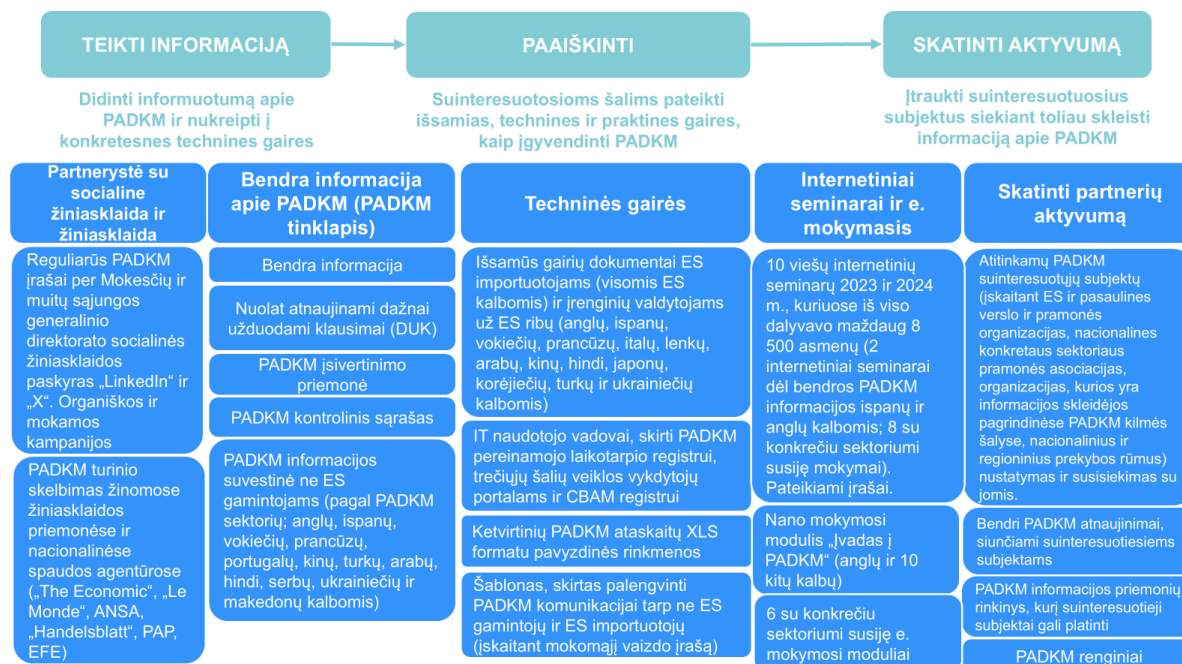 TEIKTI INFORMACIJĄ
PAAIŠKINTI
SKATINTI AKTYVUMĄ
Didinti informuotumą apie
PADKM ir nukreipti į
konkretesnes technines gaires
Suinteresuotosioms šalims pateikti
išsamias, technines ir praktines gaires,
kaip įgyvendinti PADKM
Įtraukti suinteresuotuosius
subjektus siekiant toliau skleisti
informaciją apie PADKM
Partnerystė su
socialine
žiniasklaida ir
žiniasklaida
Reguliarūs PADKM
įrašai per Mokesčių ir
muitų sąjungos
generalinio
direktorato socialinės
žiniasklaidos
paskyras „LinkedIn“ ir
„X“. Organiškos ir
mokamos
kampanijos
PADKM turinio
skelbimas žinomose
žiniasklaidos
priemonėse ir
nacionalinėse
spaudos agentūrose
(„The Economic“, „Le
Monde“, ANSA,
„Handelsblatt“, PAP,
EFE)
Bendra informacija
apie PADKM (PADKM
tinklapis)
Bendra informacija
Nuolat atnaujinami dažnai
užduodami klausimai (DUK)
PADKM įsivertinimo
priemonė
PADKM kontrolinis sąrašas
PADKM informacijos
suvestinė ne ES
gamintojams (pagal PADKM
sektorių; anglų, ispanų,
vokiečių, prancūzų,
portugalų, kinų, turkų, arabų,
hindi, serbų, ukrainiečių ir
makedonų kalbomis)
Techninės gairės
Išsamūs gairių dokumentai ES
importuotojams (visomis ES
kalbomis) ir įrenginių valdytojams
už ES ribų (anglų, ispanų,
vokiečių, prancūzų, italų, lenkų,
arabų, kinų, hindi, japonų,
korėjiečių, turkų ir ukrainiečių
kalbomis)
IT naudotojo vadovai, skirti PADKM
pereinamojo laikotarpio registrui,
trečiųjų šalių veiklos vykdytojų
portalams ir CBAM registrui
Ketvirtinių PADKM ataskaitų XLS
formatu pavyzdinės rinkmenos
Šablonas, skirtas palengvinti
PADKM komunikacijai tarp ne ES
gamintojų ir ES importuotojų
(įskaitant mokomąjį vaizdo įrašą)
Internetiniai
seminarai ir e.
mokymasis
10 viešų internetinių
seminarų 2023 ir 2024
m., kuriuose iš viso
dalyvavo maždaug 8
500 asmenų (2
internetiniai seminarai
dėl bendros PADKM
informacijos ispanų ir
anglų kalbomis; 8 su
konkrečiu sektoriumi
susiję mokymai).
Pateikiami įrašai.
Nano mokymosi
modulis „Įvadas į
PADKM“ (anglų ir 10
kitų kalbų)
6 su konkrečiu
sektoriumi susiję e.
mokymosi moduliai
Skatinti partnerių
aktyvumą
Atitinkamų PADKM
suinteresuotųjų subjektų
(įskaitant ES ir pasaulines
verslo ir pramonės
organizacijas, nacionalines
konkretaus sektoriaus
pramonės asociacijas,
organizacijas, kurios yra
informacijos skleidėjos
pagrindinėse PADKM kilmės
šalyse, nacionalinius ir
regioninius prekybos rūmus)
nustatymas ir susisiekimas su
jomis.
Bendri PADKM atnaujinimai,
siunčiami suinteresuotiesiems
subjektams
PADKM informacijos priemonių
rinkinys, kurį suinteresuotieji
subjektai gali platinti
PADKM renginiai